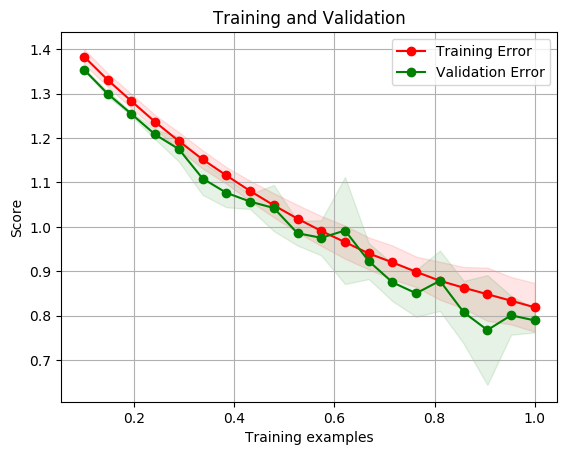 Training and Validation
Training Error
Validation Error
Score
1.4
1.3
1.2
1.1
1.0
0.9
0.8
0.7
0.2
0.4
0.6
0.8
1.0
Training examples